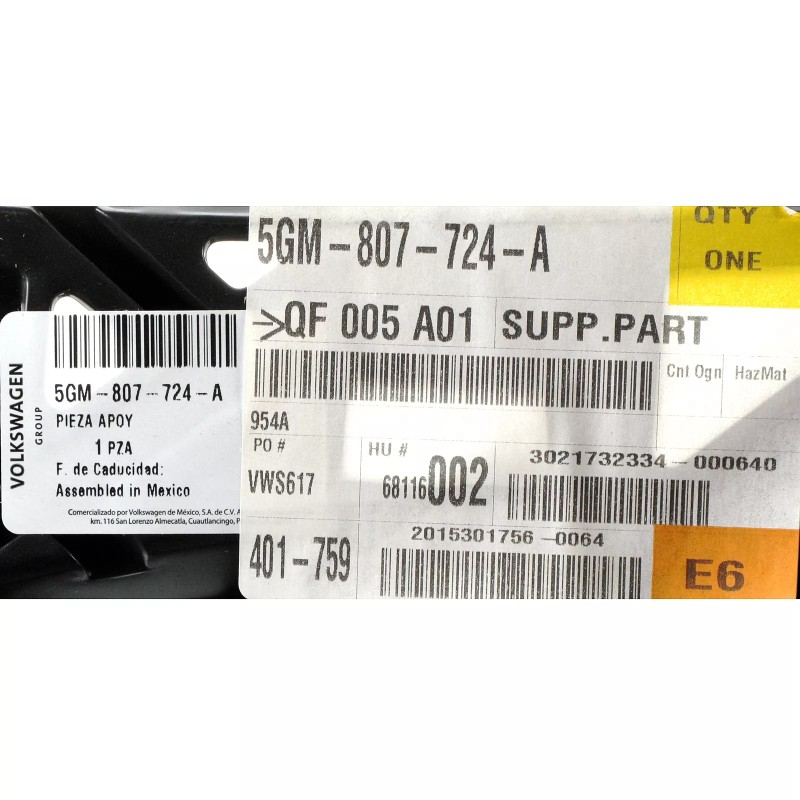 VOLKSWAGEN
GROUP
5GM-807-724-A
PIEZA APOY
1 PZA
F. de Caducidad:
Assembled in Mexico
Comercializado por Volkswagen de México, S.A. de C.V.
km. 116 San Lorenzo Almecatla, Cuautlancingo,
5GM-807-724-A
QTY
ONE
->QF 005 A01
SUPP.PART
Cnt Ogn
HazMat
954A
PO #
VWS617
HU #
68116002
3021732334-000640
401-759
2015301756-0064
E6